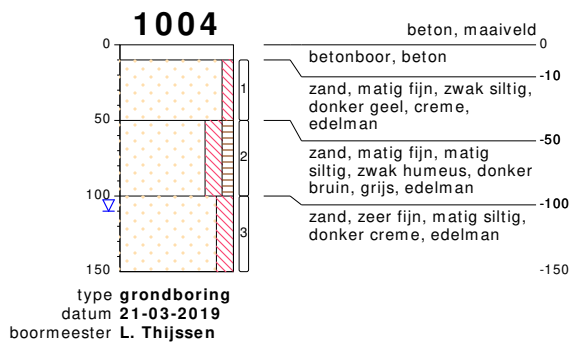 1004
beton, maaiveld
0
0
betonboor, beton
-10
zand, matig fijn, zwak siltig,
donker geel, creme,
edelman
1
50
-50
zand, matig fijn, matig
siltig, zwak humeus, donker
bruin, grijs, edelman
2
100
-100
zand, zeer fijn, matig siltig,
donker creme, edelman
3
150
-150
type grondboring
datum 21-03-2019
boormeester L. Thijssen